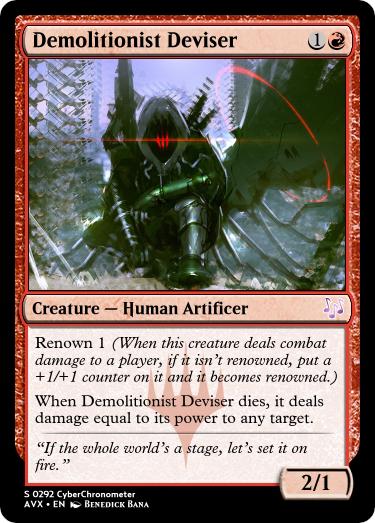 Demolitionist Deviser 1
Creature — Human Artificer
Renown 1 (When this creature deals combat
damage to a player, if it isn't renowned, put a
+1/+1 counter on it and it becomes renowned.)
When Demolitionist Deviser dies, it deals
damage equal to its power to any target.
"If the whole world's a stage, let's set it on
fire."
2/1
S 0292 CyberChronometer
AVX • EN Benedick Bana